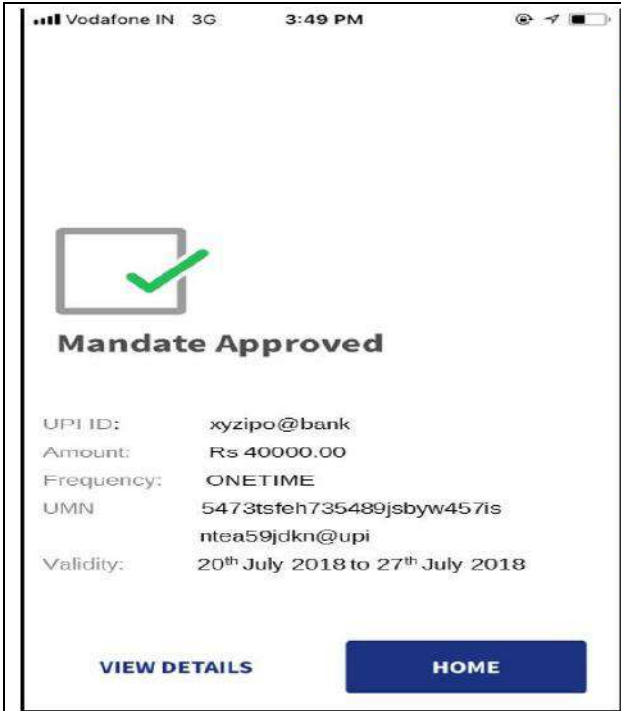 Vodafone IN 3G 3:49 PM
Mandate Approved
UPI ID: xyzipo@bank
Amount: Rs 40000.00
Frequency: ONETIME
UMN 5473tsfeh735489jsbyw457is
ntea59jdkn@upi
Validity: 20th July 2018 to 27th July 2018
VIEW DETAILS HOME